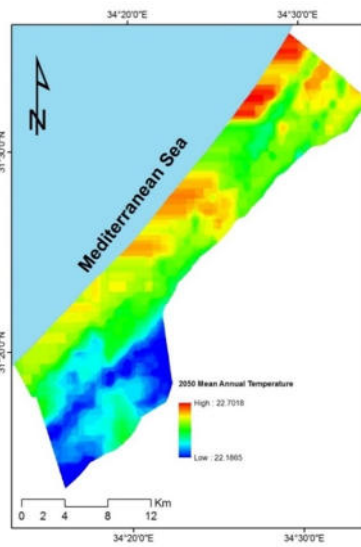 34°20'0"E 34°30'0"E
N
31°30'0"N
Mediterranean Sea
31°20'0"N
2050 Mean Annual Temperature
High : 22.7018
Low : 22.1865
Km
0 2 4 8 12
34°20'0"E 34°30'0"E